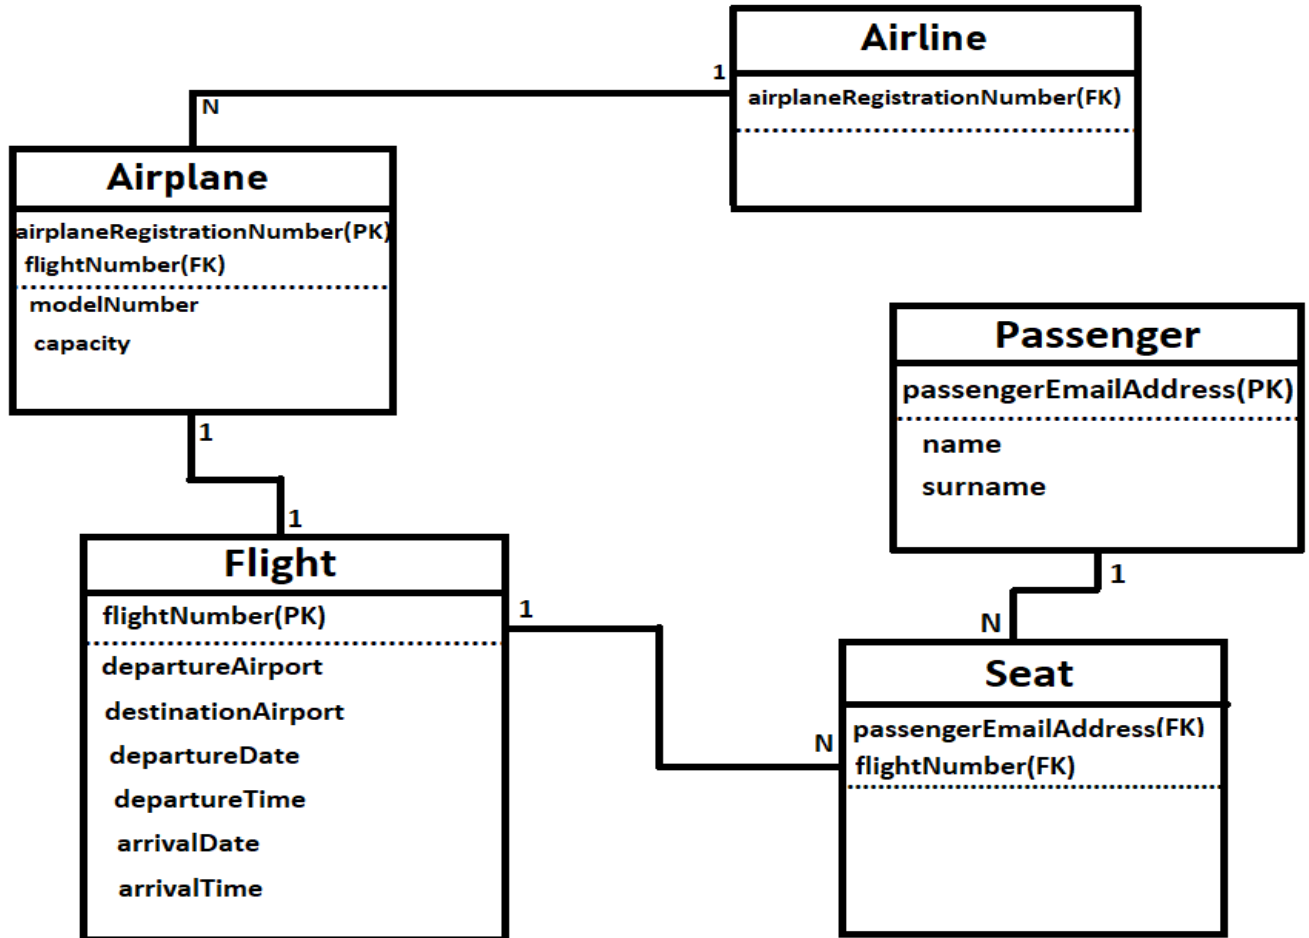 Airline
1
airplaneRegistrationNumber(FK)
N
Airplane
airplaneRegistrationNumber(PK)
flightNumber(FK)
modelNumber
capacity
Passenger
passengerEmailAddress(PK)
name
surname
1
1
Flight
flightNumber(PK)
departureAirport
destinationAirport
departureDate
departureTime
arrivalDate
arrivalTime
1
1
N
Seat
passengerEmailAddress(FK)
flightNumber(FK)
N